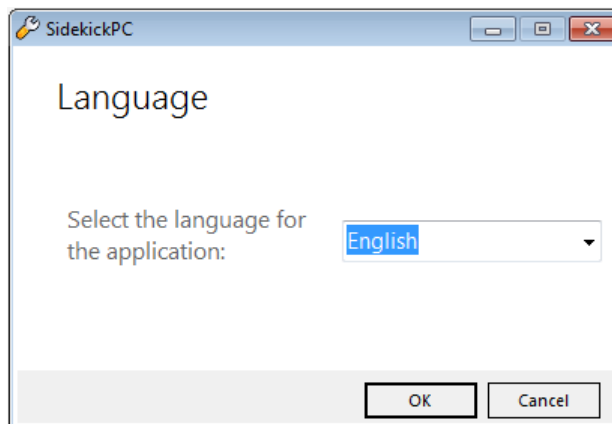 SidekickPC
Language
Select the language for
the application:
English
OK
Cancel